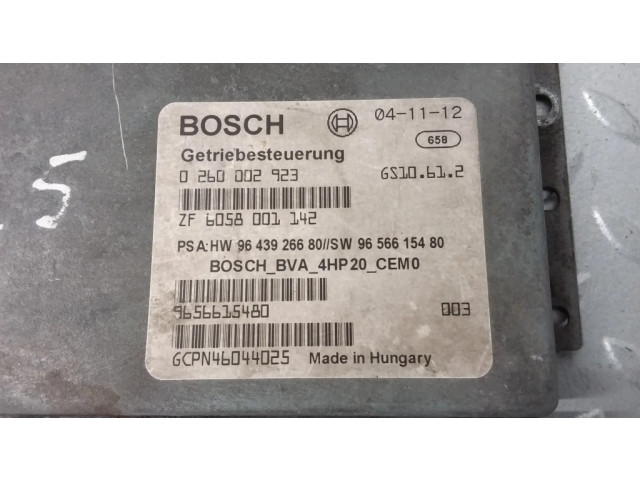 BOSCH 04-11-12
658
Getriebesteuerung
0 260 002 923 GS10.61.2
ZF 6058 001 142
PSA:HW 96 439 266 80//SW 96 566 154 80
BOSCH_BVA_4HP20_CEM0
9656615480 003
GCPN46044025 Made in Hungary
5